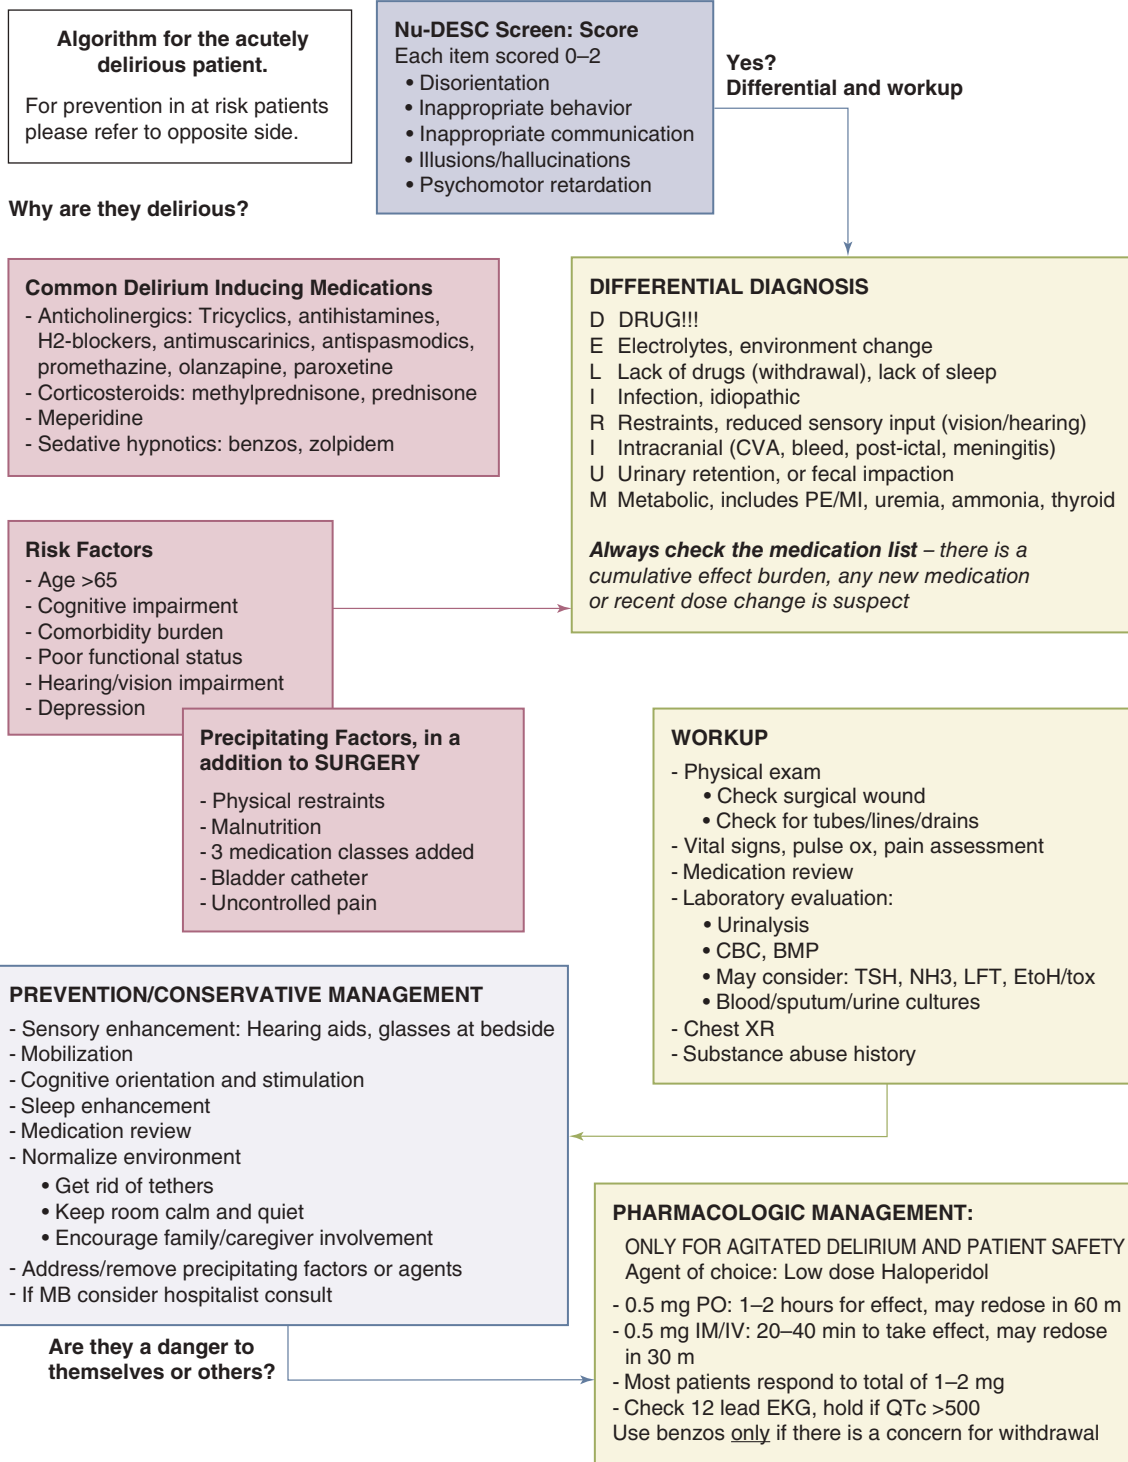 Algorithm for the acutely
delirious patient.
For prevention in at risk patients
please refer to opposite side.
Nu-DESC Screen: Score
Each item scored 0–2
• Disorientation
• Inappropriate behavior
• Inappropriate communication
• Illusions/hallucinations
• Psychomotor retardation
Yes?
Differential and workup
Why are they delirious?
Common Delirium Inducing Medications
- Anticholinergics: Tricyclics, antihistamines,
H2-blockers, antimuscarinics, antispasmodics,
promethazine, olanzapine, paroxetine
- Corticosteroids: methylprednisone, prednisone
- Meperidine
- Sedative hypnotics: benzos, zolpidem
DIFFERENTIAL DIAGNOSIS
D DRUG!!!
E Electrolytes, environment change
L Lack of drugs (withdrawal), lack of sleep
I Infection, idiopathic
R Restraints, reduced sensory input (vision/hearing)
I Intracranial (CVA, bleed, post-ictal, meningitis)
U Urinary retention, or fecal impaction
M Metabolic, includes PE/MI, uremia, ammonia, thyroid
Always check the medication list – there is a
cumulative effect burden, any new medication
or recent dose change is suspect
Risk Factors
- Age >65
- Cognitive impairment
- Comorbidity burden
- Poor functional status
- Hearing/vision impairment
- Depression
Precipitating Factors, in a
addition to SURGERY
- Physical restraints
- Malnutrition
- 3 medication classes added
- Bladder catheter
- Uncontrolled pain
WORKUP
- Physical exam
• Check surgical wound
• Check for tubes/lines/drains
- Vital signs, pulse ox, pain assessment
- Medication review
- Laboratory evaluation:
• Urinalysis
• CBC, BMP
• May consider: TSH, NH3, LFT, EtoH/tox
• Blood/sputum/urine cultures
- Chest XR
- Substance abuse history
PREVENTION/CONSERVATIVE MANAGEMENT
- Sensory enhancement: Hearing aids, glasses at bedside
- Mobilization
- Cognitive orientation and stimulation
- Sleep enhancement
- Medication review
- Normalize environment
• Get rid of tethers
• Keep room calm and quiet
• Encourage family/caregiver involvement
- Address/remove precipitating factors or agents
- If MB consider hospitalist consult
Are they a danger to
themselves or others?
PHARMACOLOGIC MANAGEMENT:
ONLY FOR AGITATED DELIRIUM AND PATIENT SAFETY
Agent of choice: Low dose Haloperidol
- 0.5 mg PO: 1–2 hours for effect, may redose in 60 m
- 0.5 mg IM/IV: 20–40 min to take effect, may redose
in 30 m
- Most patients respond to total of 1–2 mg
- Check 12 lead EKG, hold if QTc >500
Use benzos only if there is a concern for withdrawal